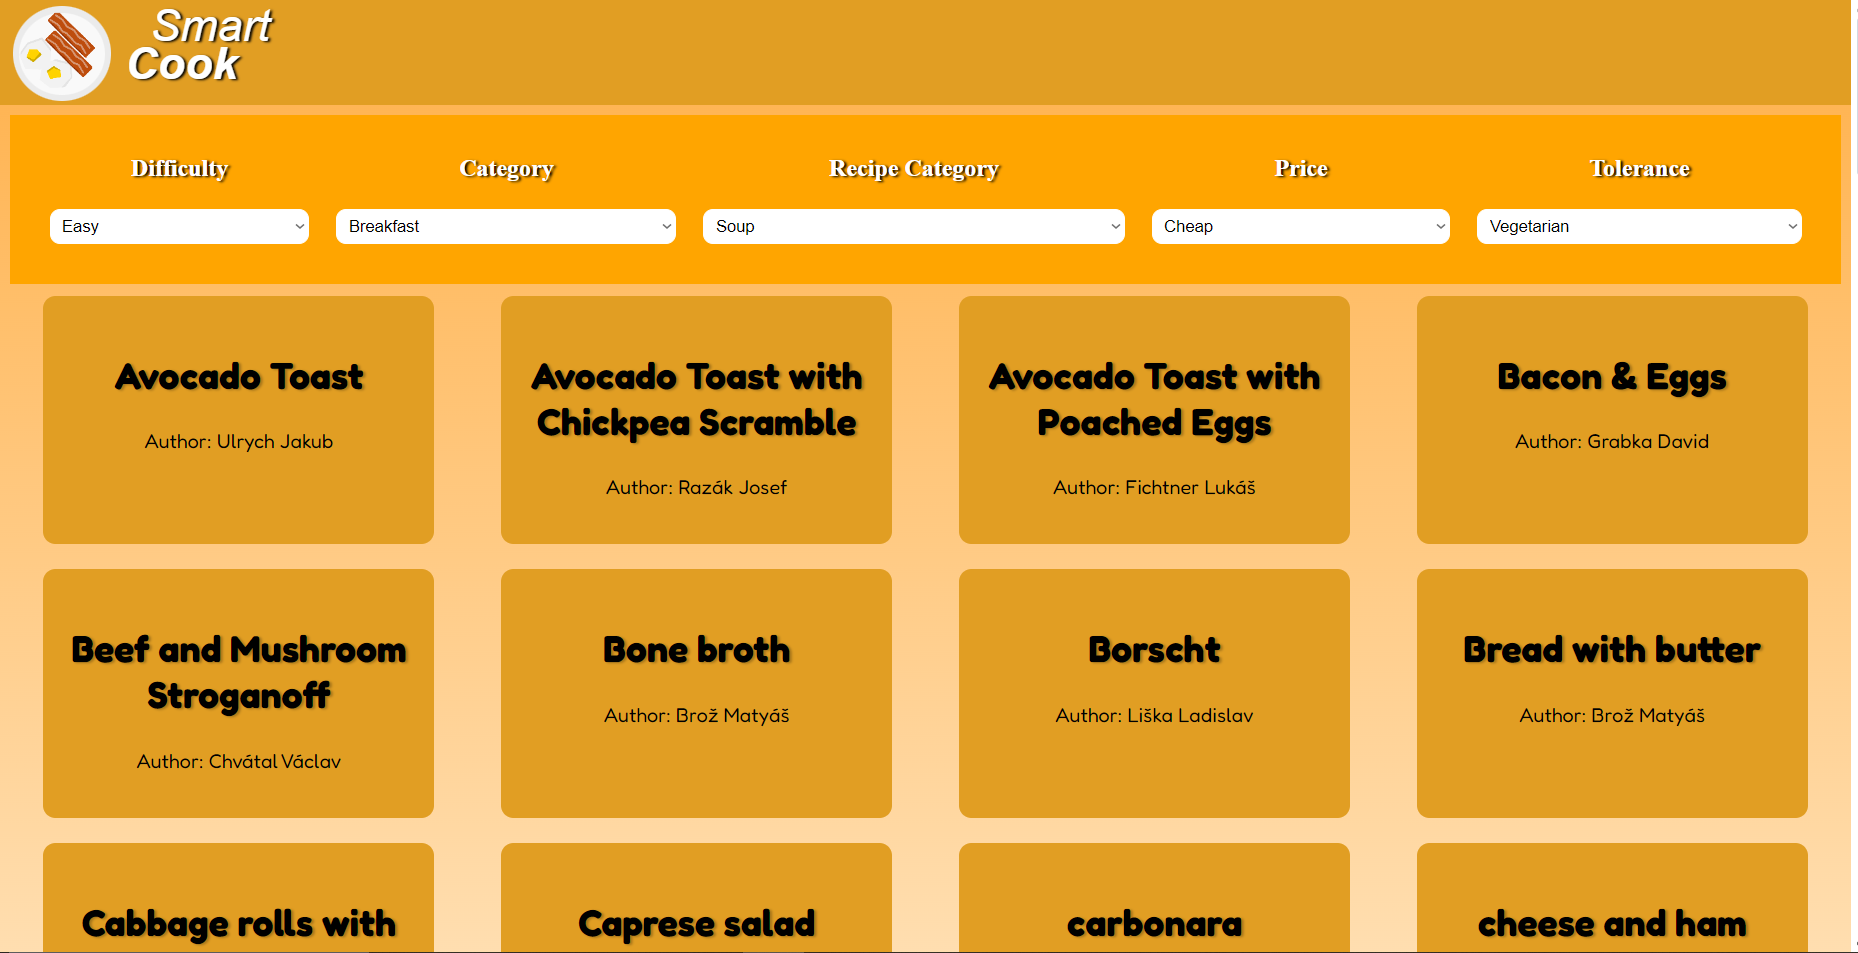 Smart
Cook
Difficulty
Category
Recipe Category
Price
Tolerance
Easy
Breakfast
Soup
Cheap
Vegetarian
Avocado Toast
Author: Ulrych Jakub
Avocado Toast with
Chickpea Scramble
Author: Razák Josef
Avocado Toast with
Poached Eggs
Author: Fichtner Lukáš
Bacon & Eggs
Author: Grabka David
Beef and Mushroom
Stroganoff
Author: Chvátal Václav
Bone broth
Author: Brož Matyáš
Borscht
Author: Liška Ladislav
Bread with butter
Author: Brož Matyáš
Cabbage rolls with
Caprese salad
carbonara
cheese and ham